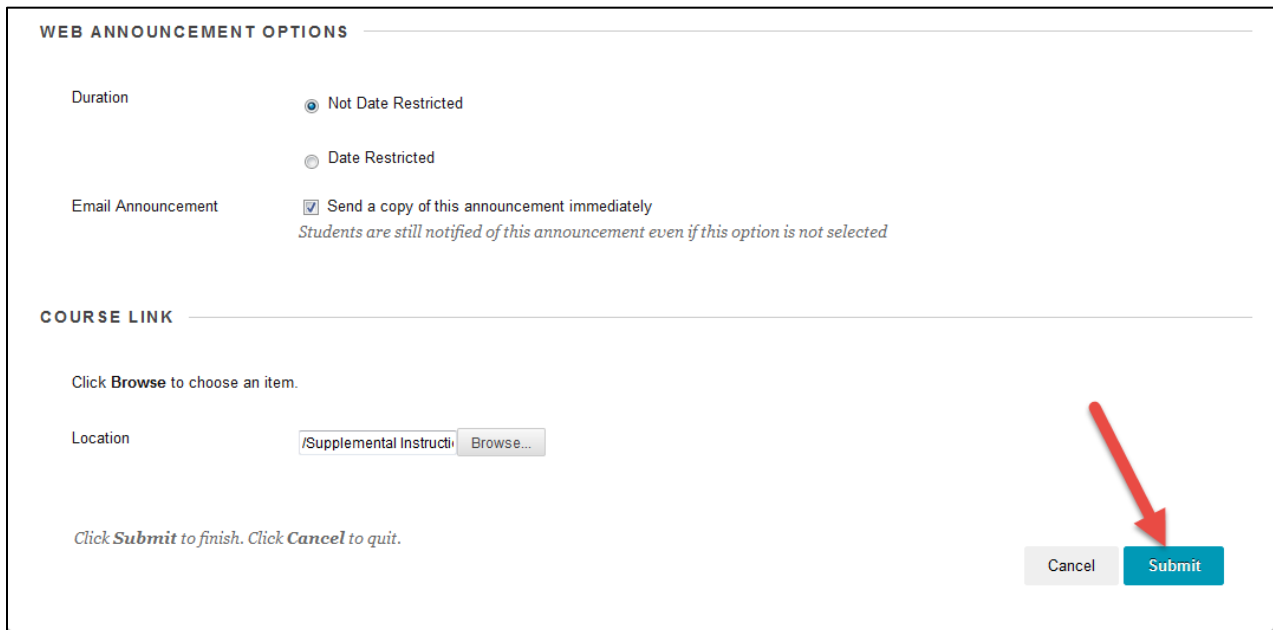 WEB ANNOUNCEMENT OPTIONS
Duration
Not Date Restricted
Date Restricted
Email Announcement
Send a copy of this announcement immediately
Students are still notified of this announcement even if this option is not selected
COURSE LINK
Click Browse to choose an item.
Location
/Supplemental Instructi
Browse...
Click Submit to finish. Click Cancel to quit.
Cancel
Submit